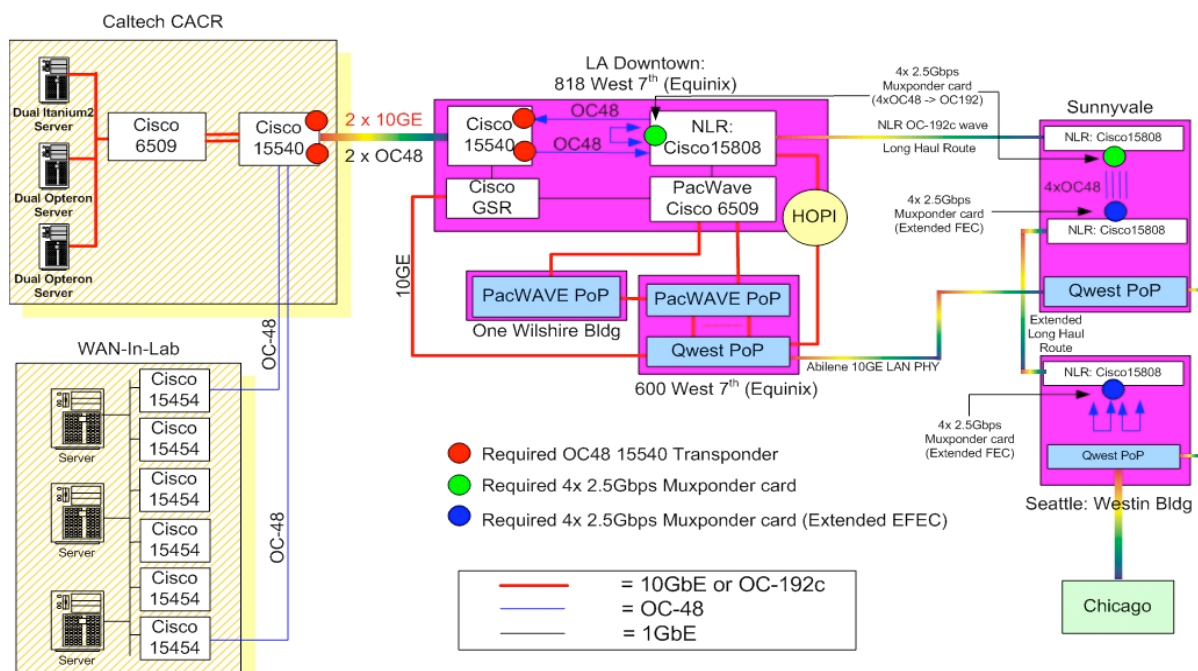 Caltech CACR
Dual Itanium2
Server
Dual Opteron
Server
Dual Opteron
Server
Cisco
6509
Cisco
15540
2 x 10GE
2 x OC48
LA Downtown:
818 West 7th (Equinix)
Cisco
15540
OC48
OC48
NLR:
Cisco15808
Cisco
GSR
PacWave
Cisco 6509
HOPI
10GE
PacWAVE PoP
One Wilshire Bldg
PacWAVE PoP
Qwest PoP
600 West 7th (Equinix)
4x 2.5Gbps
Muxponder card
(4xOC48 -> OC192)
NLR OC-192c wave
Long Haul Route
Sunnyvale
NLR: Cisco15808
4xOC48
4x 2.5Gbps
Muxponder card
(Extended FEC)
NLR: Cisco15808
Qwest PoP
Abilene 10GE LAN PHY
Extended
Long Haul
Route
NLR: Cisco15808
4x 2.5Gbps
Muxponder card
(Extended FEC)
Qwest PoP
Seattle: Westin Bldg
Chicago
WAN-In-Lab
OC-48
OC-48
Server
Server
Server
Cisco
15454
Cisco
15454
Cisco
15454
Cisco
15454
Cisco
15454
Cisco
15454
Required OC48 15540 Transponder
Required 4x 2.5Gbps Muxponder card
Required 4x 2.5Gbps Muxponder card (Extended EFEC)
= 10GbE or OC-192c
= OC-48
= 1GbE